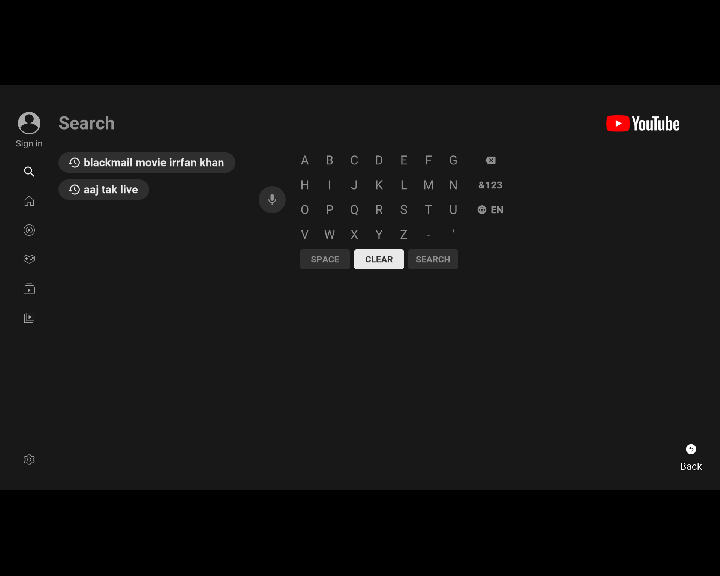 Search
YouTube
Sign in
blackmail movie irrfan khan
aaj tak live
A B C D E F G
H I J K L M N &123
O P Q R S T U EN
V W X Y Z - '
SPACE CLEAR SEARCH
Back